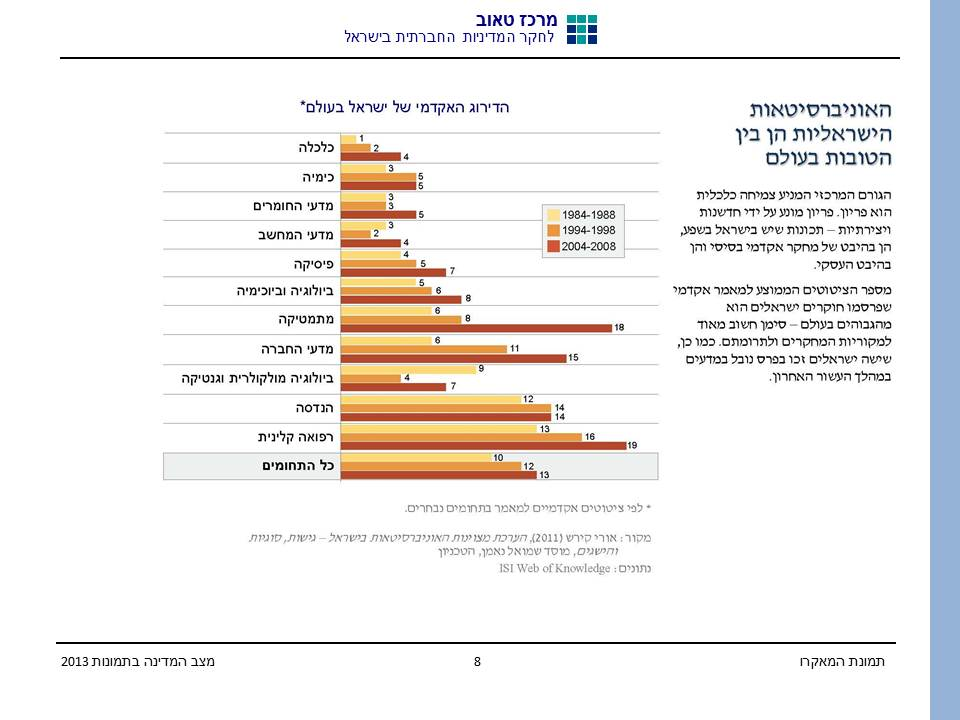 מרכז טאוב
לחקר המדיניות החברתית בישראל
האוניברסיטאות
הישראליות הן בין
הטובות בעולם
הגורם המרכזי המניע צמיחה כלכלית
הוא פריון. פריון מונע על ידי חדשנות
ויצירתיות – תכונות שיש בישראל בשפע,
הן בהיבט של מחקר אקדמי בסיסי והן
בהיבט העסקי.
מספר הציטוטים הממוצע למאמר אקדמי
שפרסמו חוקרים ישראלים הוא
מהגבוהים בעולם – סימן חשוב מאוד
למקוריות המחקרים ולתרומתם. כמו כן,
שישה ישראלים זכו בפרס נובל במדעים
במהלך העשור האחרון.
הדירוג האקדמי של ישראל בעולם*
1984-1988
1994-1998
2004-2008
כלכלה
1
2
4
כימיה
3
5
5
מדעי החומרים
3
3
5
מדעי המחשב
3
2
4
פיסיקה
4
5
7
ביולוגיה וביוכימיה
5
6
8
מתמטיקה
6
8
18
מדעי החברה
6
11
15
ביולוגיה מולקולרית וגנטיקה
9
4
7
הנדסה
12
14
14
רפואה קלינית
13
16
19
כל התחומים
10
12
13
* לפי ציטוטים אקדמיים למאמר בתחומים נבחרים.
מקור: אורי קירש (2011), הערכת מצוינות האוניברסיטאות בישראל – גישות, סוגיות
והישגים, מוסד שמואל נאמן, הטכניון
נתונים: ISI Web of Knowledge
תמונת המאקרו
8
מצב המדינה בתמונות 2013